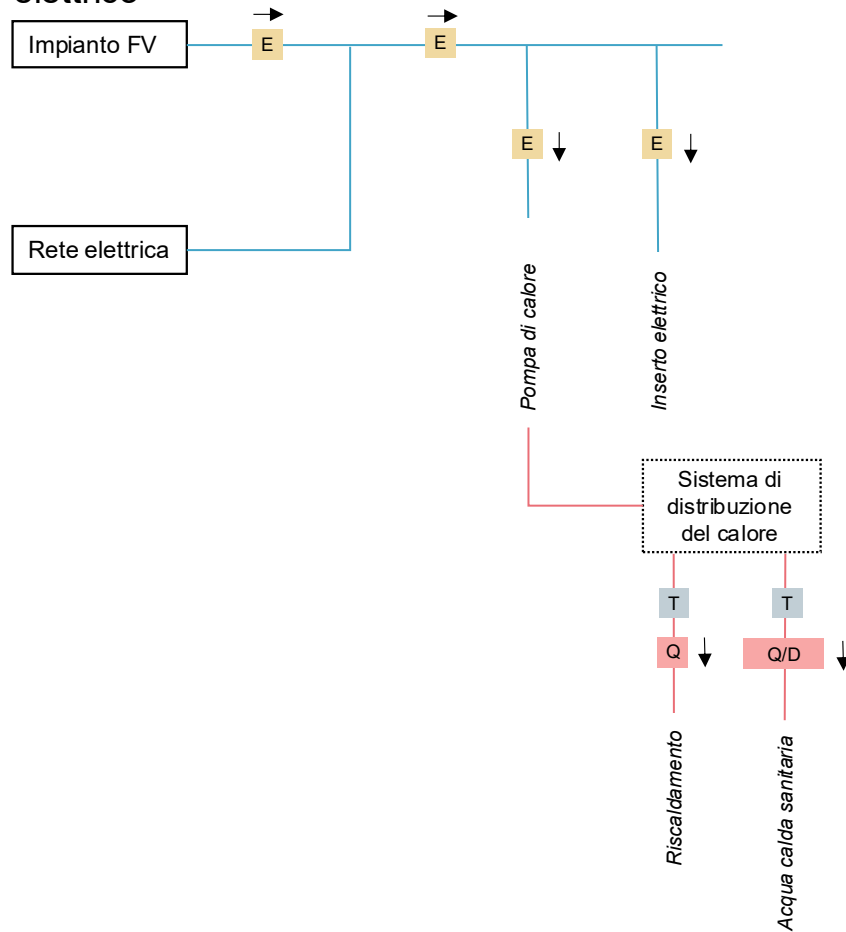 Impianto FV
E
E
E
E
Rete elettrica
Pompa di calore
Inserto elettrico
Sistema di
distribuzione
del calore
T
T
Q
Q/D
Riscaldamento
Acqua calda sanitaria